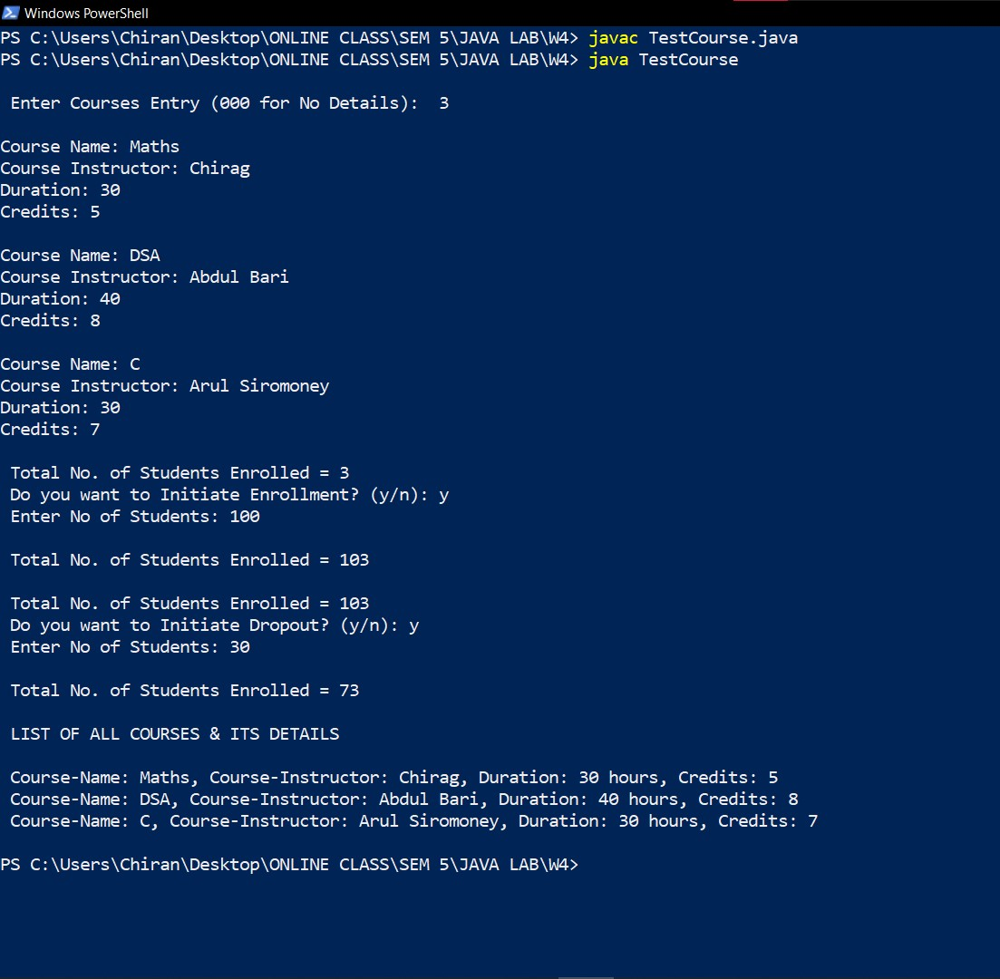 Windows PowerShell
PS C:\Users\Chiran\Desktop\ONLINE CLASS\SEM 5\JAVA LAB\W4> javac TestCourse.java
PS C:\Users\Chiran\Desktop\ONLINE CLASS\SEM 5\JAVA LAB\W4> java TestCourse
Enter Courses Entry (000 for No Details):  3
Course Name: Maths
Course Instructor: Chirag
Duration: 30
Credits: 5
Course Name: DSA
Course Instructor: Abdul Bari
Duration: 40
Credits: 8
Course Name: C
Course Instructor: Arul Siromoney
Duration: 30
Credits: 7
Total No. of Students Enrolled = 3
Do you want to Initiate Enrollment? (y/n): y
Enter No of Students: 100
Total No. of Students Enrolled = 103
Total No. of Students Enrolled = 103
Do you want to Initiate Dropout? (y/n): y
Enter No of Students: 30
Total No. of Students Enrolled = 73
LIST OF ALL COURSES & ITS DETAILS
Course-Name: Maths, Course-Instructor: Chirag, Duration: 30 hours, Credits: 5
Course-Name: DSA, Course-Instructor: Abdul Bari, Duration: 40 hours, Credits: 8
Course-Name: C, Course-Instructor: Arul Siromoney, Duration: 30 hours, Credits: 7
PS C:\Users\Chiran\Desktop\ONLINE CLASS\SEM 5\JAVA LAB\W4>